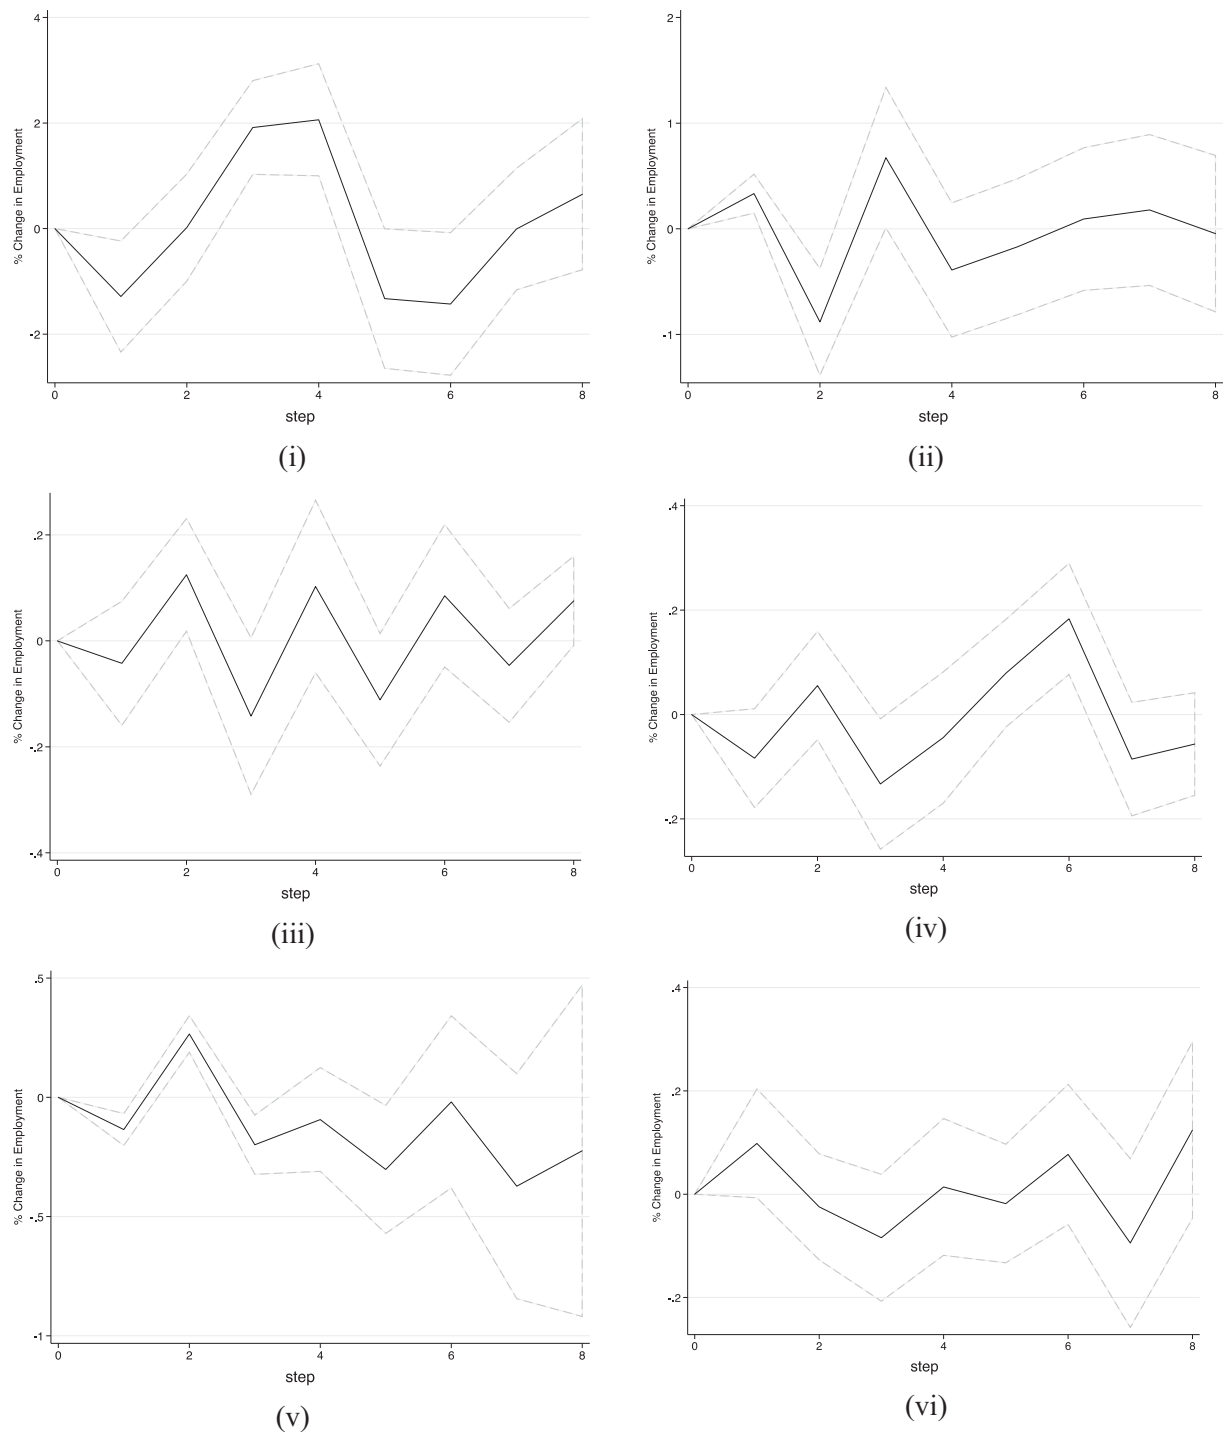 4
2
0
-2
% Change in Employment
0 2 4 6 8
step
(i)
2
1
0
-1
% Change in Employment
0 2 4 6 8
step
(ii)
.2
0
-.2
-.4
% Change in Employment
0 2 4 6 8
step
(iii)
.4
.2
0
-.2
% Change in Employment
0 2 4 6 8
step
(iv)
.5
0
-.5
-1
% Change in Employment
0 2 4 6 8
step
(v)
.4
.2
0
-.2
% Change in Employment
0 2 4 6 8
step
(vi)